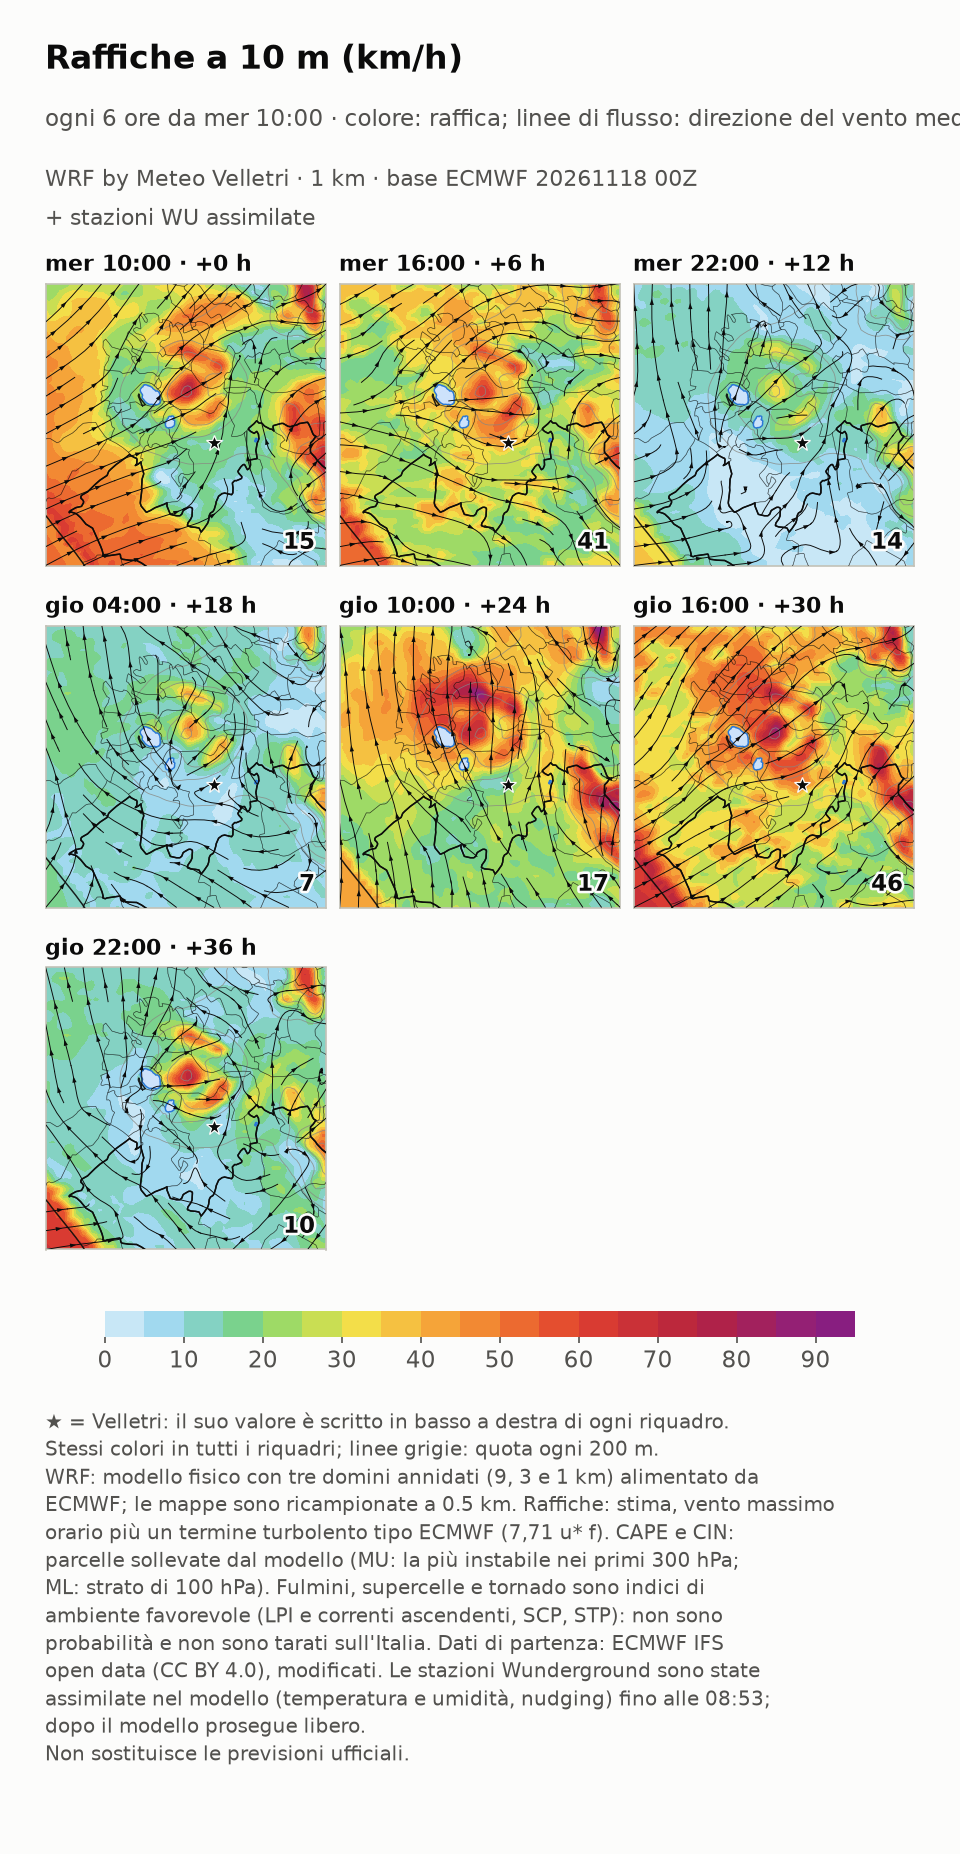 Raffiche a 10 m (km/h)
ogni 6 ore da mer 10:00 · colore: raffica; linee di flusso: direzione del vento med
WRF by Meteo Velletri · 1 km · base ECMWF 20261118 00Z
+ stazioni WU assimilate
mer 10:00 · +0 h
mer 16:00 · +6 h
mer 22:00 · +12 h
15
41
14
gio 04:00 · +18 h
gio 10:00 · +24 h
gio 16:00 · +30 h
7
17
46
gio 22:00 · +36 h
10
0 10 20 30 40 50 60 70 80 90
★ = Velletri: il suo valore è scritto in basso a destra di ogni riquadro.
Stessi colori in tutti i riquadri; linee grigie: quota ogni 200 m.
WRF: modello fisico con tre domini annidati (9, 3 e 1 km) alimentato da
ECMWF; le mappe sono ricampionate a 0.5 km. Raffiche: stima, vento massimo
orario più un termine turbolento tipo ECMWF (7,71 u* f). CAPE e CIN:
parcelle sollevate dal modello (MU: la più instabile nei primi 300 hPa;
ML: strato di 100 hPa). Fulmini, supercelle e tornado sono indici di
ambiente favorevole (LPI e correnti ascendenti, SCP, STP): non sono
probabilità e non sono tarati sull'Italia. Dati di partenza: ECMWF IFS
open data (CC BY 4.0), modificati. Le stazioni Wunderground sono state
assimilate nel modello (temperatura e umidità, nudging) fino alle 08:53;
dopo il modello prosegue libero.
Non sostituisce le previsioni ufficiali.